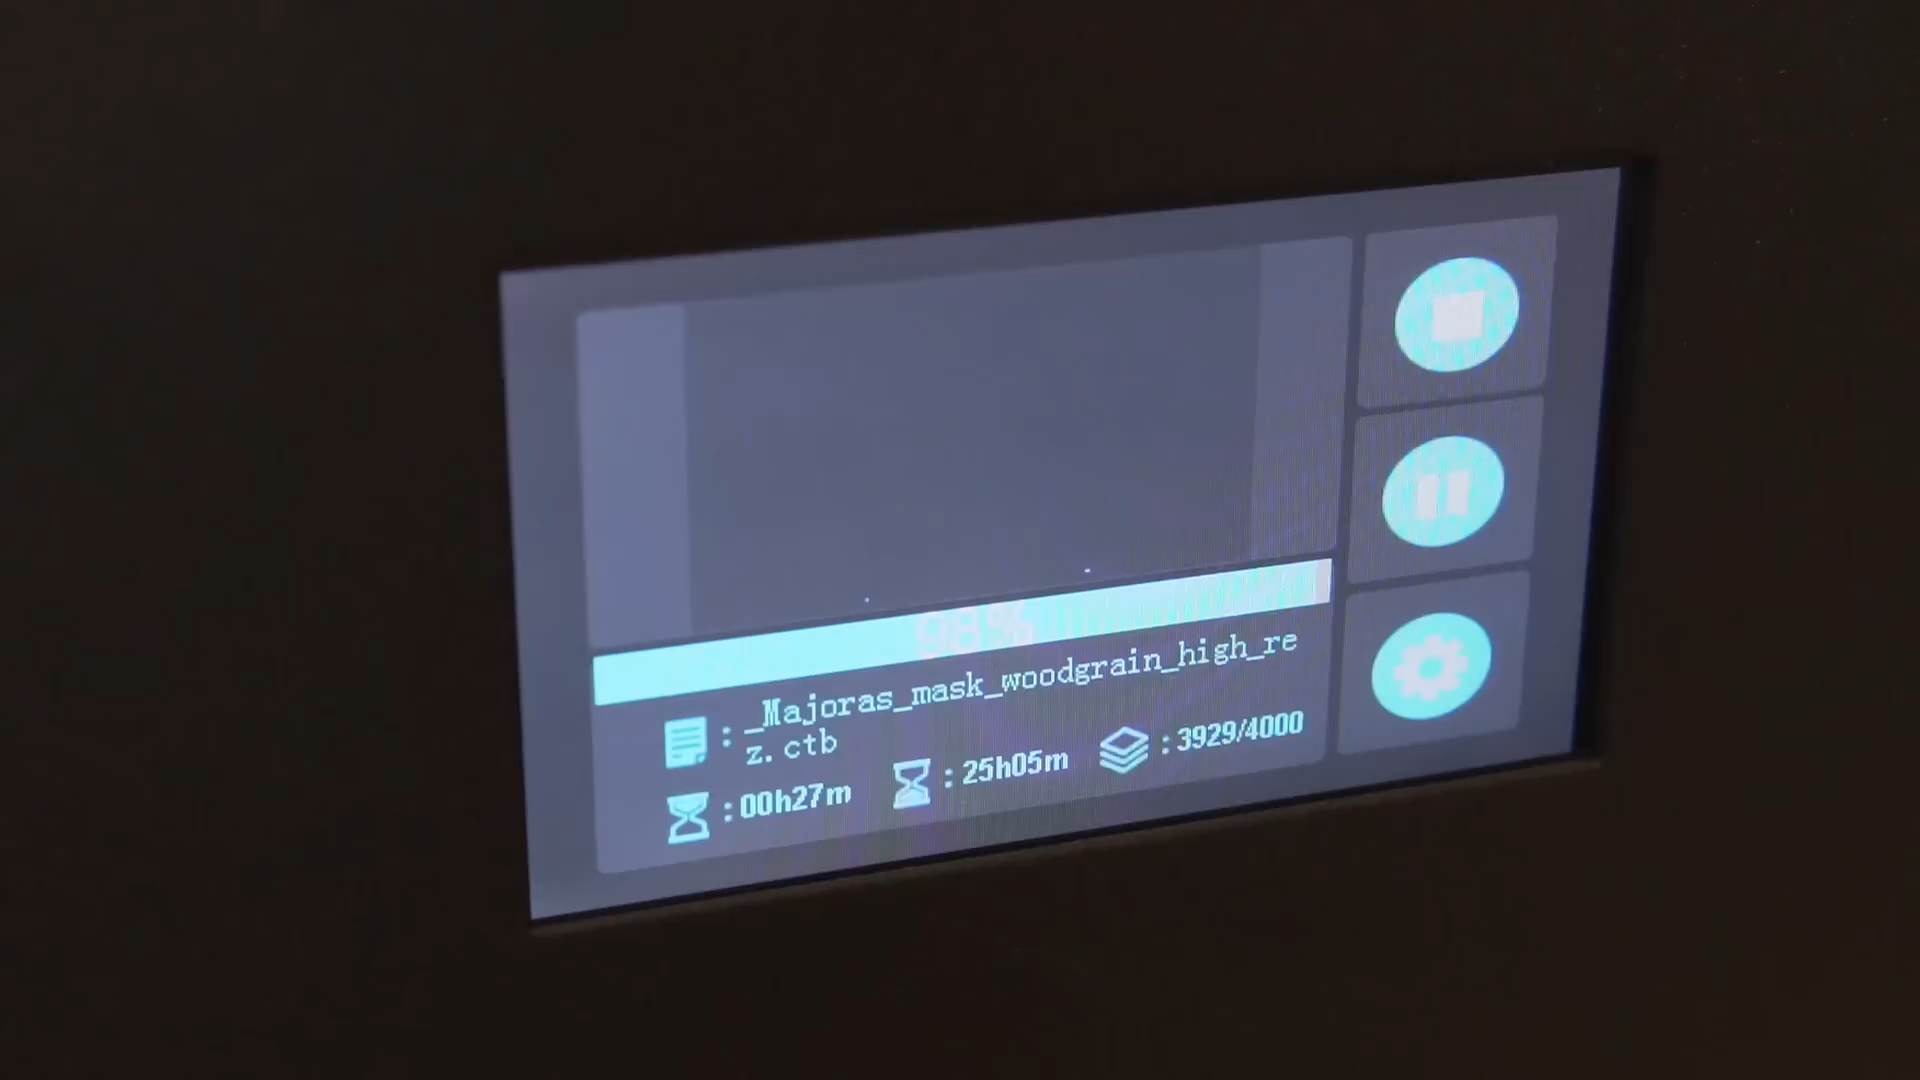 98%
: _Majoras_mask_woodgrain_high_re
z.ctb
:00h27m :25h05m :3929/4000